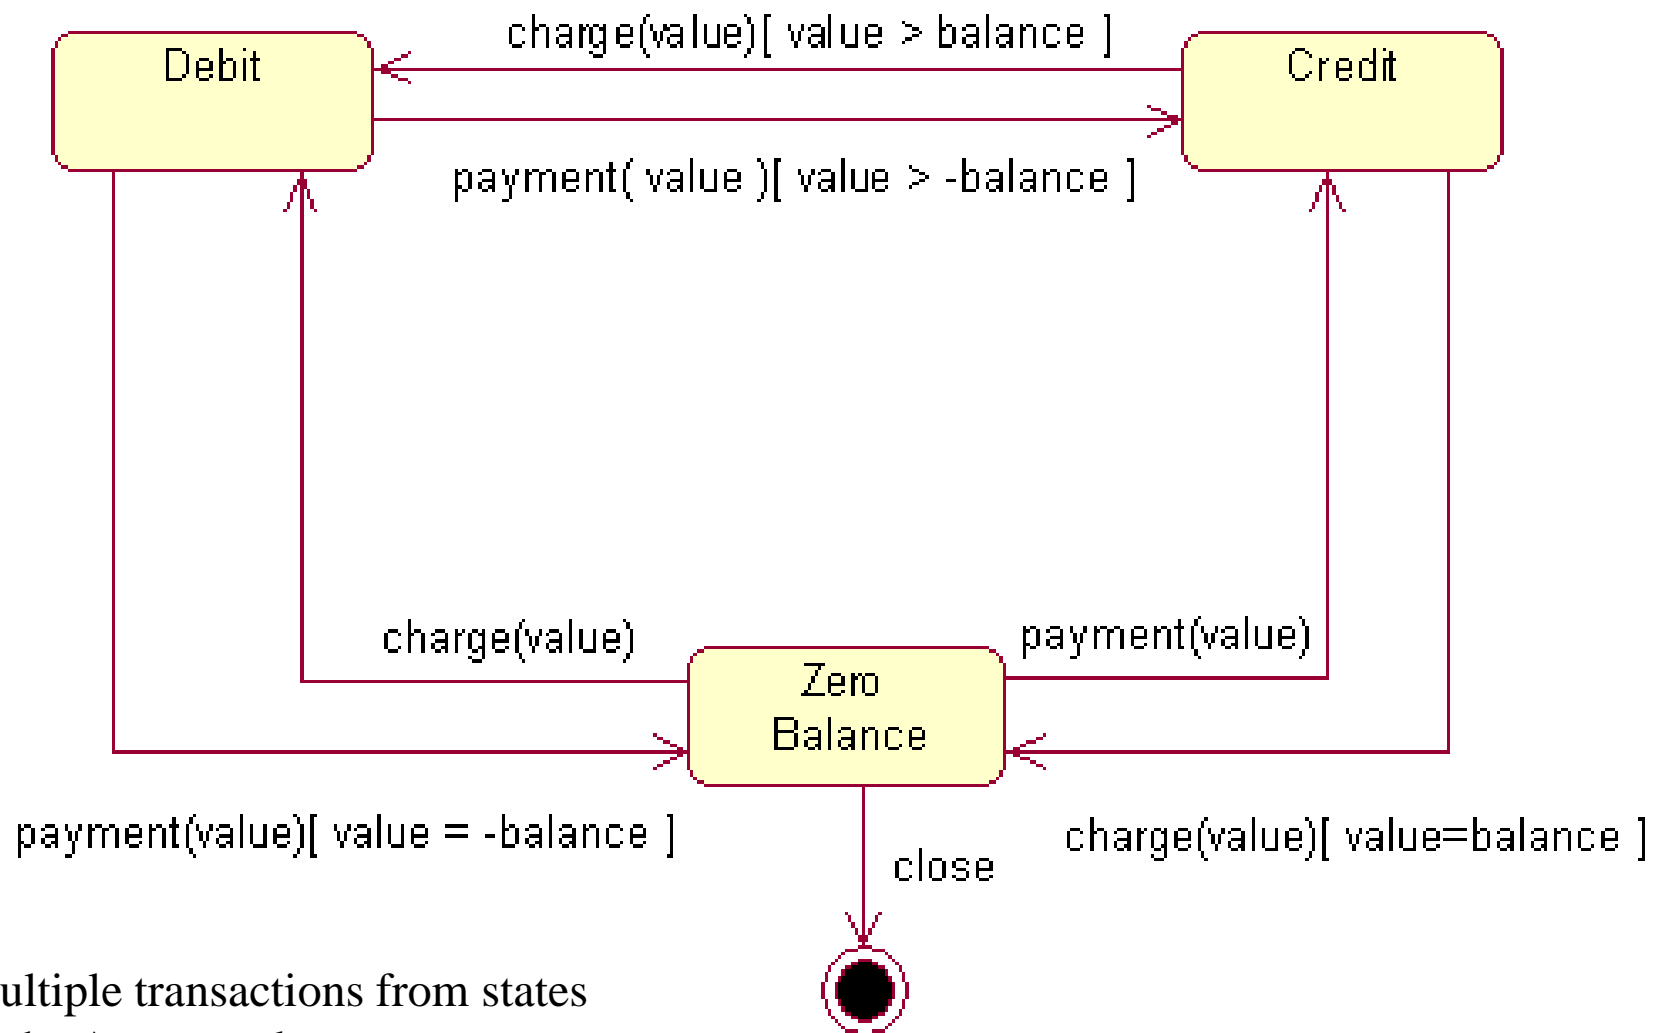 charge(value)[ value > balance ]
Debit
Credit
payment( value )[ value > -balance ]
charge(value)
payment(value)
Zero
Balance
payment(value)[ value = -balance ]
charge(value)[ value=balance ]
close
ultiple transactions from states